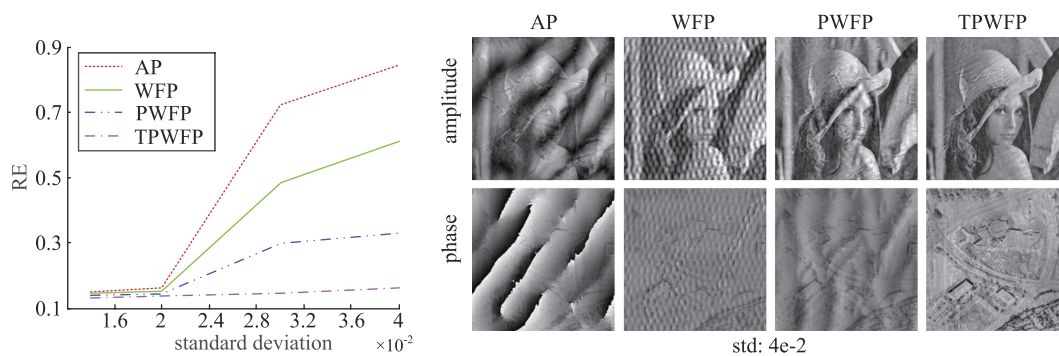 0.9
0.7
0.5
0.3
0.1
RE
AP
WFP
PWFP
TPWFP
1.6 2 2.4 2.8 3.2 3.6 4
standard deviation ×10⁻²
AP WFP PWFP TPWFP
amplitude
phase
std: 4e-2